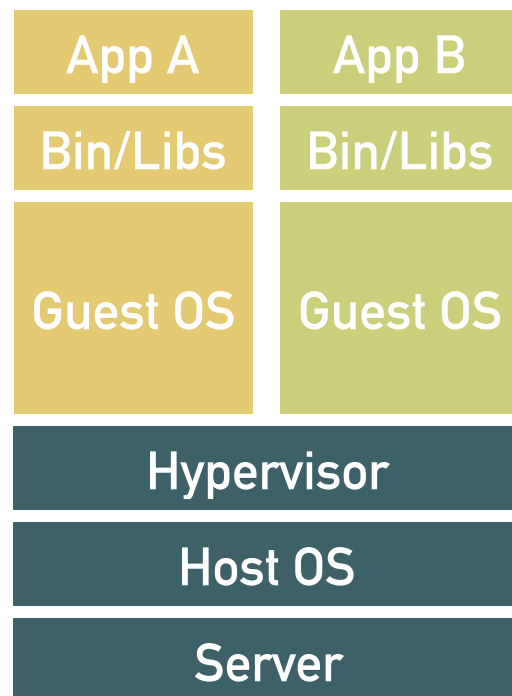 App A
App B
Bin/Libs
Bin/Libs
Guest OS
Guest OS
Hypervisor
Host OS
Server